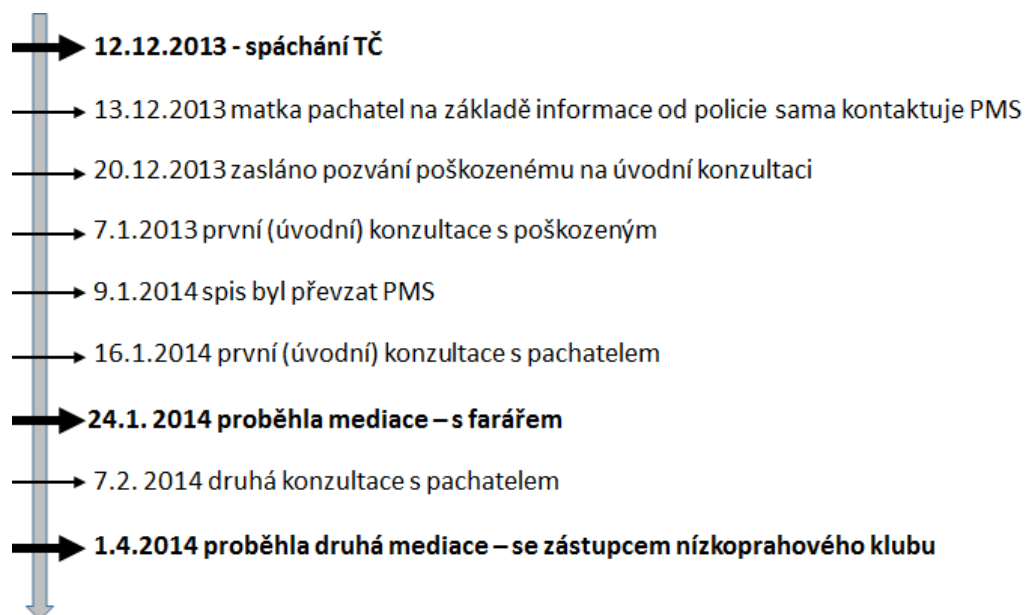 12.12.2013 - spáchání TČ
13.12.2013 matka pachatel na základě informace od policie sama kontaktuje PMS
20.12.2013 zasláno pozvání poškozenému na úvodní konzultaci
7.1.2013 první (úvodní) konzultace s poškozeným
9.1.2014 spis byl převzat PMS
16.1.2014 první (úvodní) konzultace s pachatelem
24.1. 2014 proběhla mediace – s farářem
7.2. 2014 druhá konzultace s pachatelem
1.4.2014 proběhla druhá mediace – se zástupcem nízkoprahového klubu